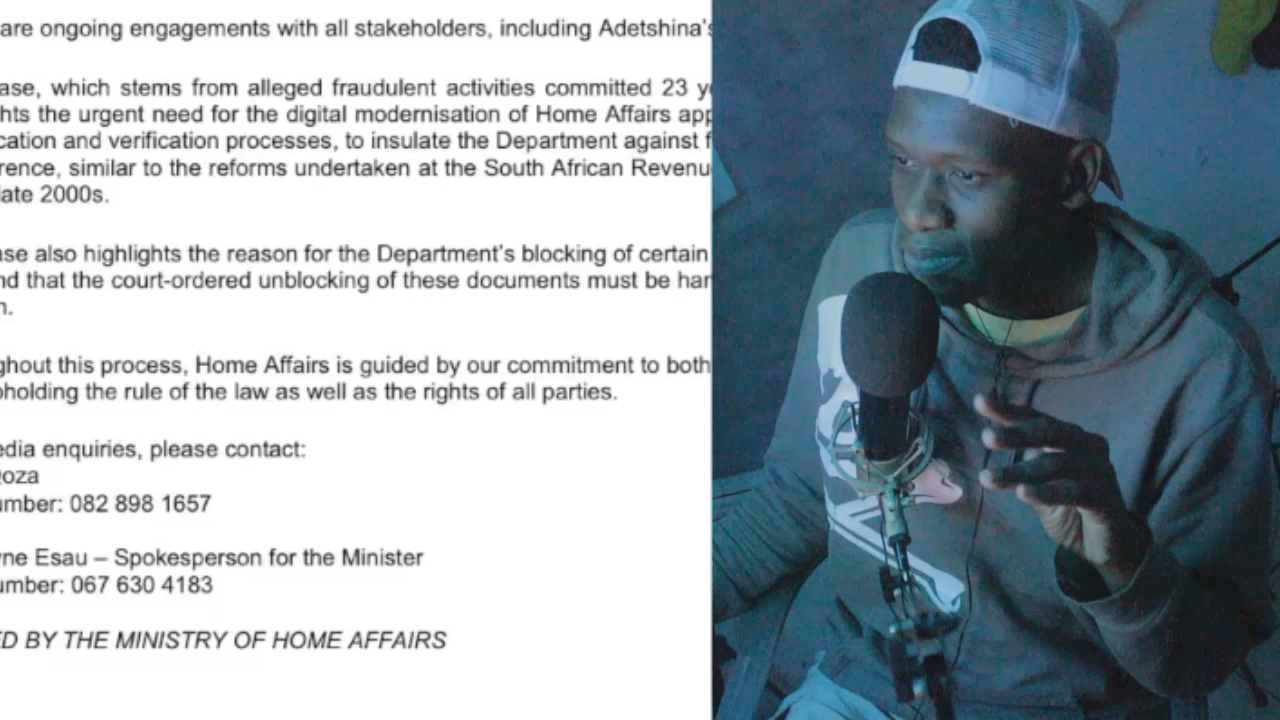 are ongoing engagements with all stakeholders, including Adetshina's
ase, which stems from alleged fraudulent activities committed 23 y
hts the urgent need for the digital modernisation of Home Affairs app
cation and verification processes, to insulate the Department against f
rence, similar to the reforms undertaken at the South African Revenu
late 2000s.
ase also highlights the reason for the Department's blocking of certain
nd that the court-ordered unblocking of these documents must be har
n.
ghout this process, Home Affairs is guided by our commitment to both
holding the rule of the law as well as the rights of all parties.
edia enquiries, please contact:
oza
umber: 082 898 1657
ne Esau – Spokesperson for the Minister
umber: 067 630 4183
ED BY THE MINISTRY OF HOME AFFAIRS